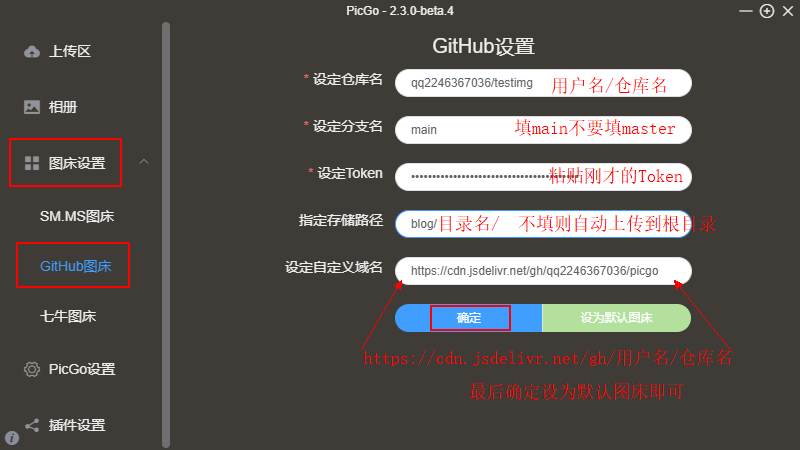 PicGo - 2.3.0-beta.4
上传区
相册
图床设置
SM.MS图床
GitHub图床
七牛图床
PicGo设置
插件设置
GitHub设置
* 设定仓库名 qq2246367036/testimg 用户名/仓库名
* 设定分支名 main 填main不要填master
* 设定Token 粘贴刚才的Token
指定存储路径 blog/ 目录名/ 不填则自动上传到根目录
设定自定义域名 https://cdn.jsdelivr.net/gh/qq2246367036/picgo
确定 设为默认图床
https://cdn.jsdelivr.net/gh/用户名/仓库名
最后确定设为默认图床即可